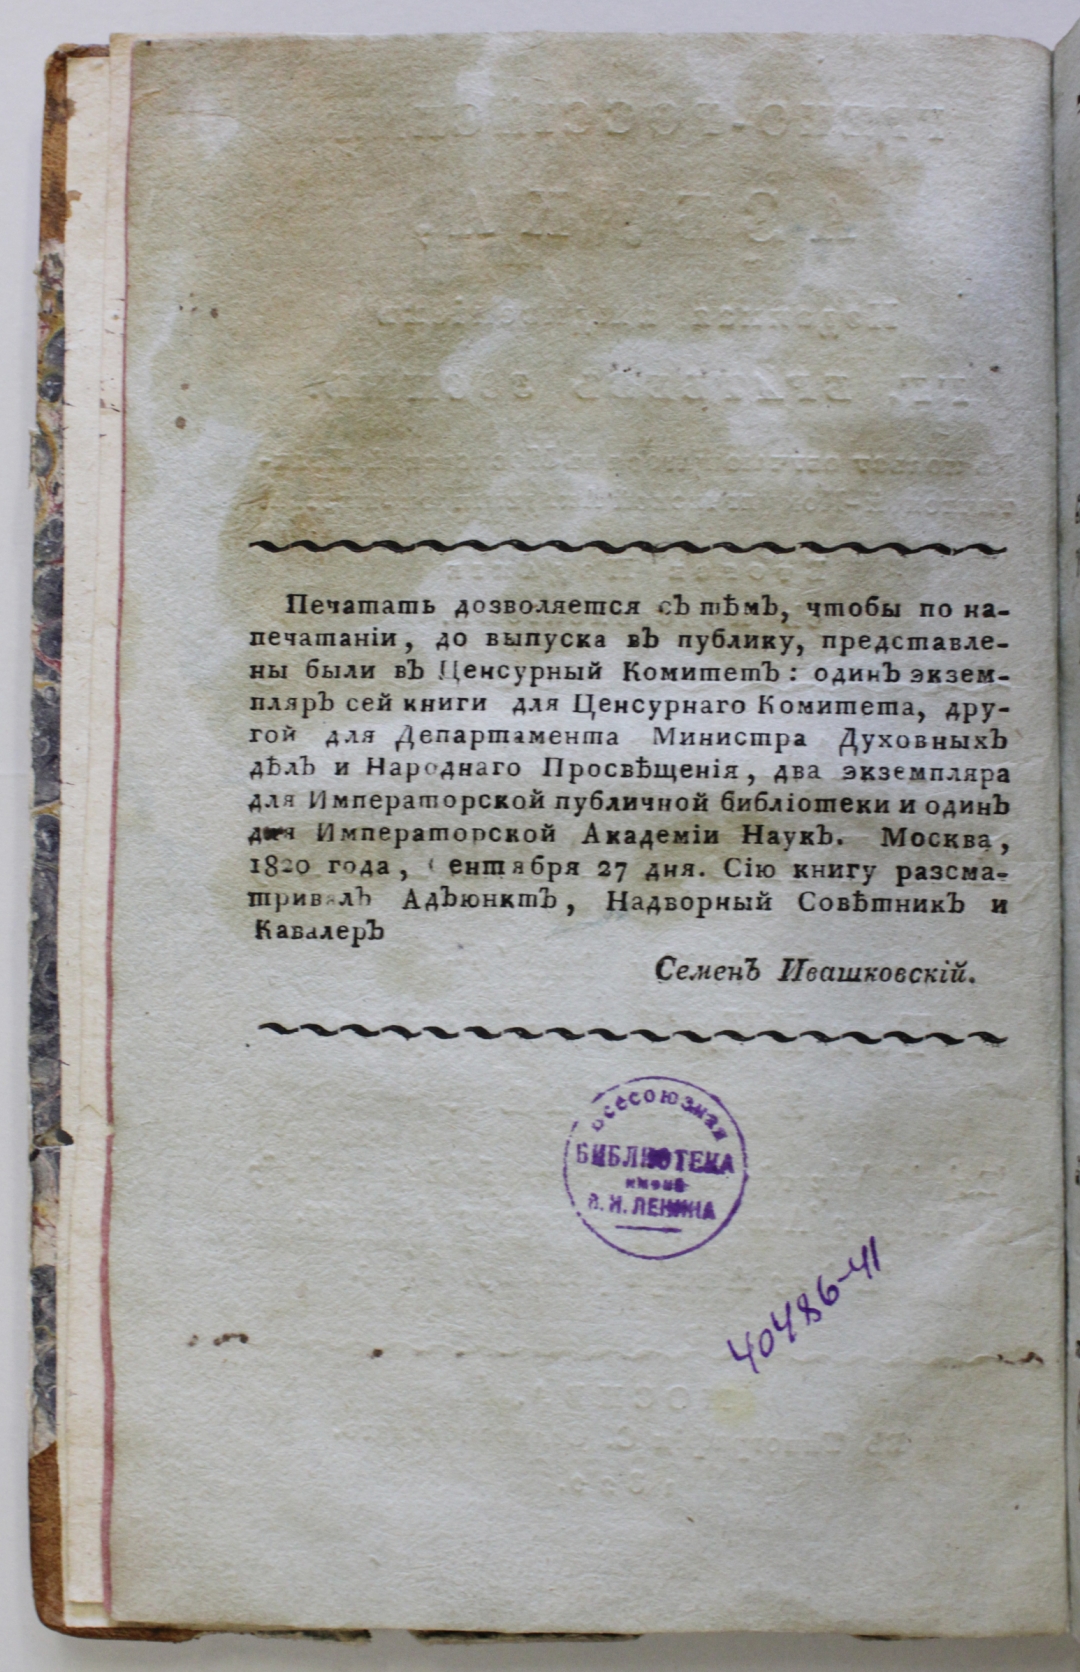 Печатать дозволяется съ тѣмъ, чтобы по на-
печатаніи, до выпуска въ публику, представле-
ны были въ Ценсурный Комитетъ: одинъ экзем-
пляръ сей книги для Ценсурнаго Комитета, дру-
гой для Департамента Министра Духовныхъ
дѣлъ и Народнаго Просвѣщенія, два экземпляра
для Императорской публичной библіотеки и одинъ
для Императорской Академіи Наукъ. Москва,
1820 года, Сентября 27 дня. Сію книгу разсма-
тривалъ Адъюнктъ, Надворный Совѣтникъ и
Кавалеръ
Семенъ Ивашковскій.
Всесоюзная
БИБЛИОТЕКА
имени
В. И. ЛЕНИНА
40486-41